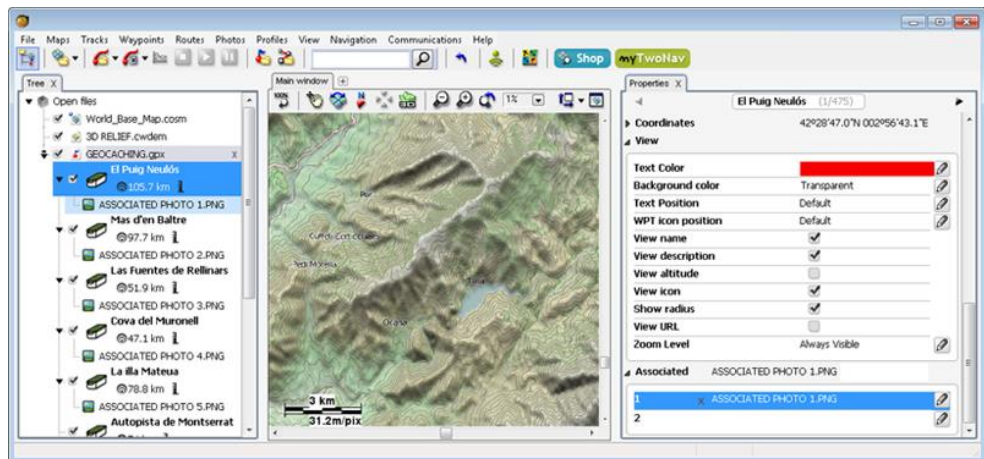 File Maps Tracks Waypoints Routes Photos Profiles View Navigation Communications Help
Shop
myTwoNav
Tree X
Open files
World_Base_Map.cosm
3D RELIEF.cwdem
GEOCACHING.gpx x
El Puig Neulós
105.7 km
ASSOCIATED PHOTO 1.PNG
Mas d'en Baltre
97.7 km
ASSOCIATED PHOTO 2.PNG
Las Fuentes de Rellinars
51.9 km
ASSOCIATED PHOTO 3.PNG
Cova del Muronell
47.1 km
ASSOCIATED PHOTO 4.PNG
La illa Mateua
78.8 km
ASSOCIATED PHOTO 5.PNG
Autopista de Montserrat
Main window
100%
1%
Ocaña
3 km
31.2m/pix
Properties X
El Puig Neulós (1/475)
Coordinates 42º28'47.0"N 002º56'43.1"E
View
Text Color
Background color Transparent
Text Position Default
WPT icon position Default
View name
View description
View altitude
View icon
Show radius
View URL
Zoom Level Always Visible
Associated ASSOCIATED PHOTO 1.PNG
1 x ASSOCIATED PHOTO 1.PNG
2